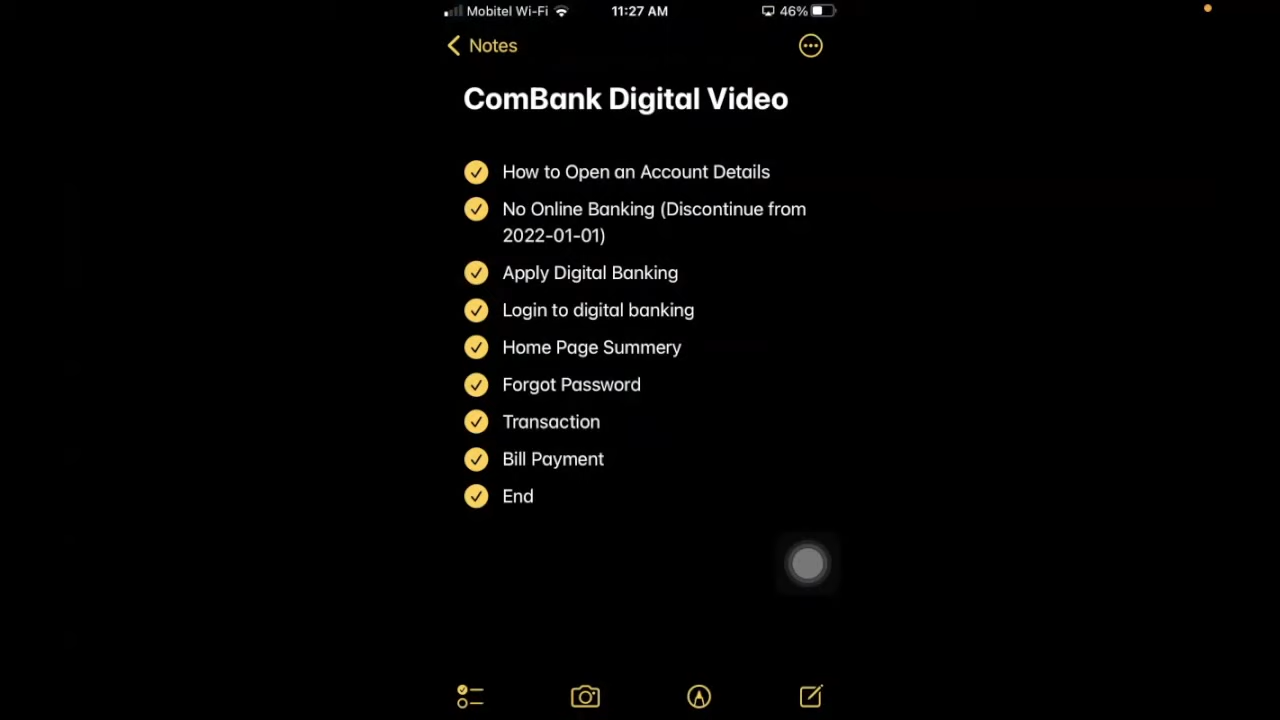 Mobitel Wi-Fi 11:27 AM 46%
Notes
ComBank Digital Video
How to Open an Account Details
No Online Banking (Discontinue from
2022-01-01)
Apply Digital Banking
Login to digital banking
Home Page Summery
Forgot Password
Transaction
Bill Payment
End